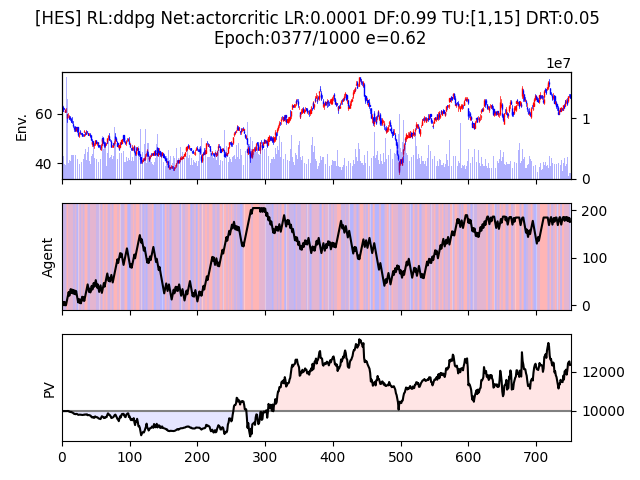 [HES] RL:ddpg Net:actorcritic LR:0.0001 DF:0.99 TU:[1,15] DRT:0.05
Epoch:0377/1000 e=0.62
1e7
Env.
60
40
1
0
Agent
200
100
0
PV
12000
10000
0 100 200 300 400 500 600 700